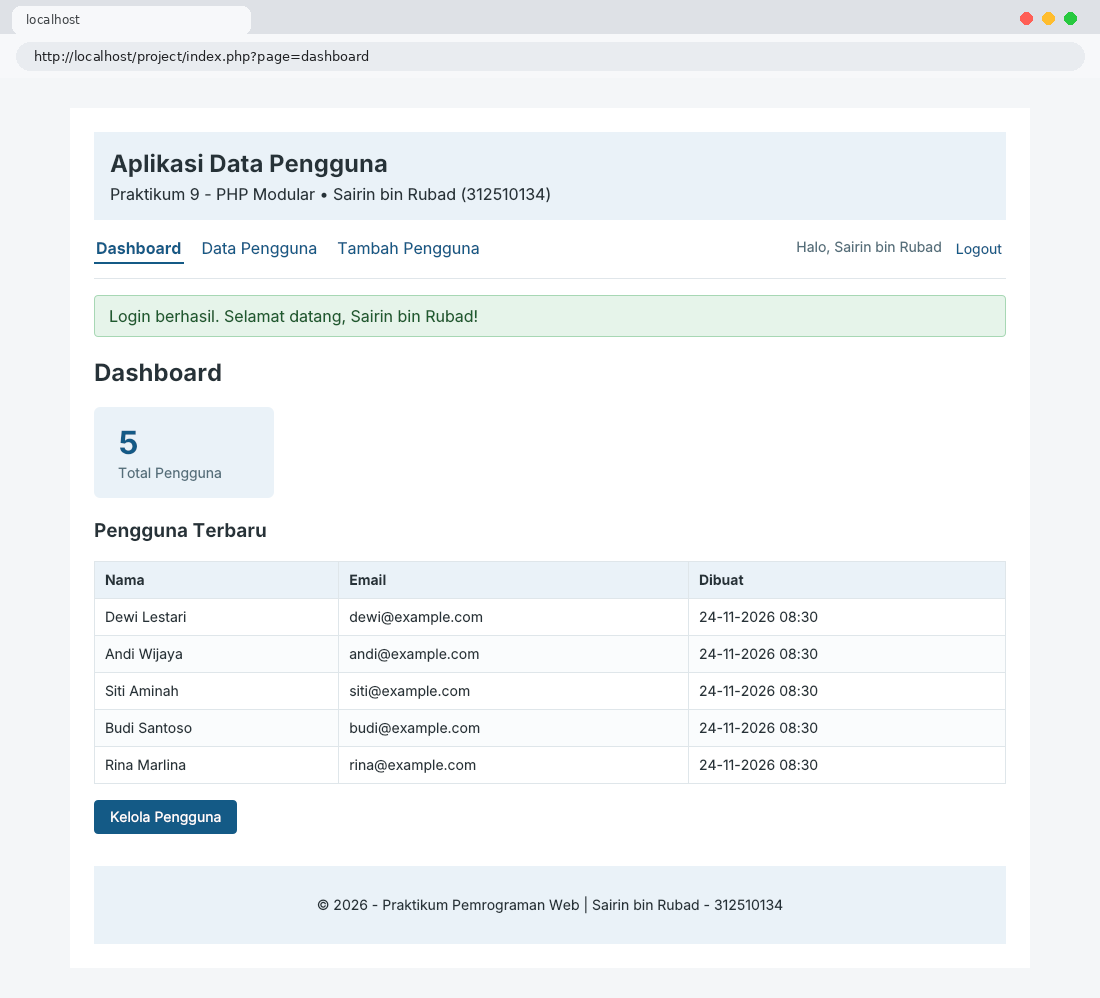 localhost
http://localhost/project/index.php?page=dashboard
Aplikasi Data Pengguna
Praktikum 9 - PHP Modular • Sairin bin Rubad (312510134)
Dashboard Data Pengguna Tambah Pengguna Halo, Sairin bin Rubad Logout
Login berhasil. Selamat datang, Sairin bin Rubad!
Dashboard
5
Total Pengguna
Pengguna Terbaru
Nama Email Dibuat
Dewi Lestari dewi@example.com 24-11-2026 08:30
Andi Wijaya andi@example.com 24-11-2026 08:30
Siti Aminah siti@example.com 24-11-2026 08:30
Budi Santoso budi@example.com 24-11-2026 08:30
Rina Marlina rina@example.com 24-11-2026 08:30
Kelola Pengguna
© 2026 - Praktikum Pemrograman Web | Sairin bin Rubad - 312510134